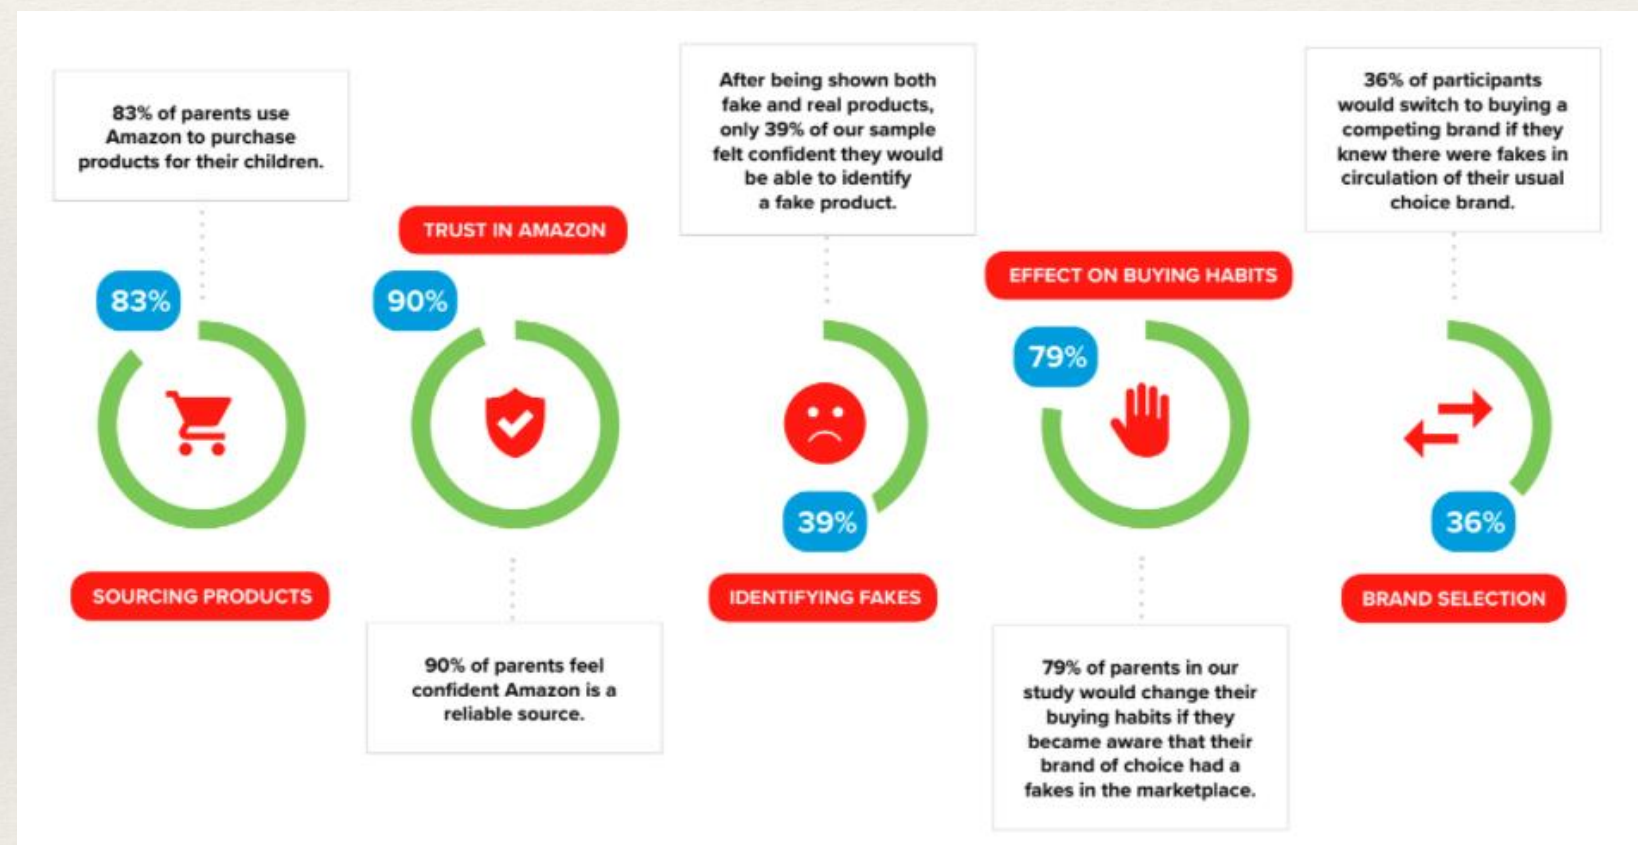 83% of parents use
Amazon to purchase
products for their children.
83%
SOURCING PRODUCTS
TRUST IN AMAZON
90%
90% of parents feel
confident Amazon is a
reliable source.
After being shown both
fake and real products,
only 39% of our sample
felt confident they would
be able to identify
a fake product.
39%
IDENTIFYING FAKES
EFFECT ON BUYING HABITS
79%
79% of parents in our
study would change their
buying habits if they
became aware that their
brand of choice had a
fakes in the marketplace.
36% of participants
would switch to buying a
competing brand if they
knew there were fakes in
circulation of their usual
choice brand.
36%
BRAND SELECTION